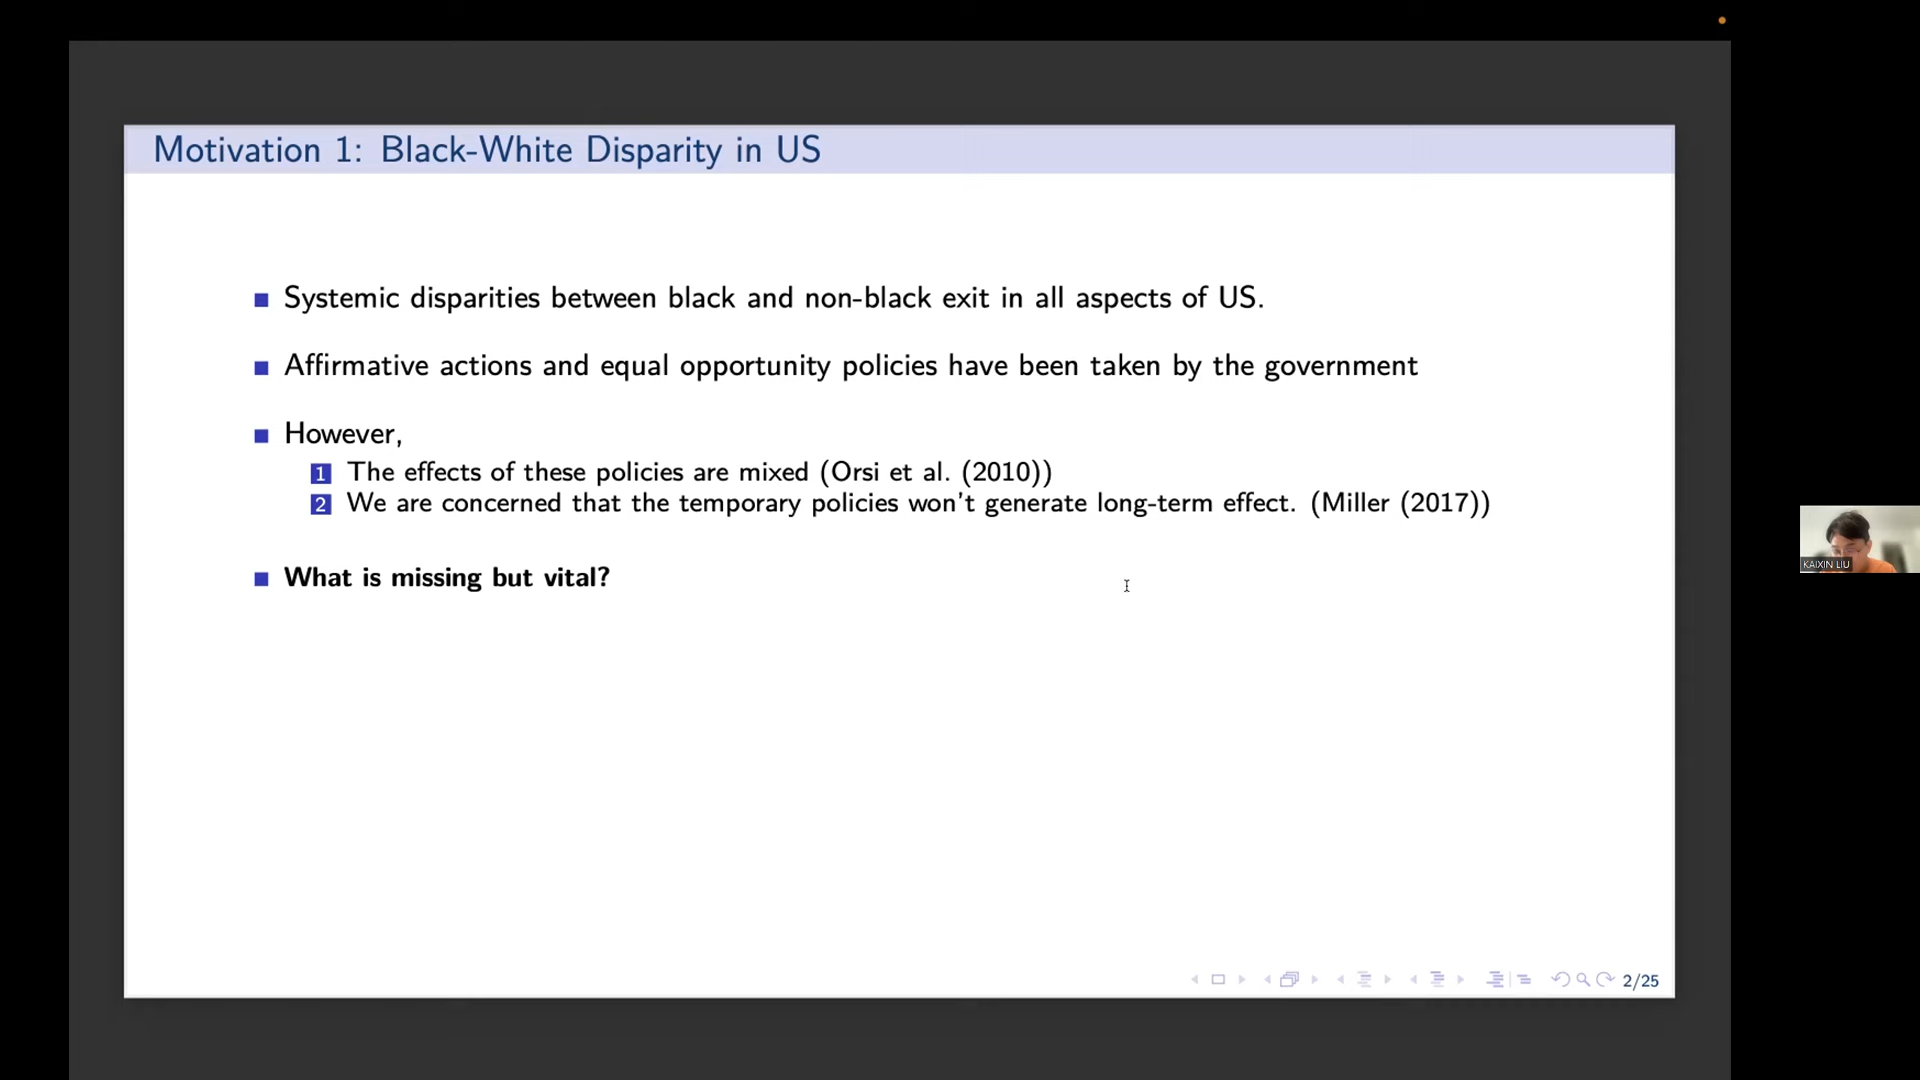 Motivation 1: Black-White Disparity in US
Systemic disparities between black and non-black exit in all aspects of US.
Affirmative actions and equal opportunity policies have been taken by the government
However,
1 The effects of these policies are mixed (Orsi et al. (2010))
2 We are concerned that the temporary policies won't generate long-term effect. (Miller (2017))
What is missing but vital?
KAIXIN LIU
2/25